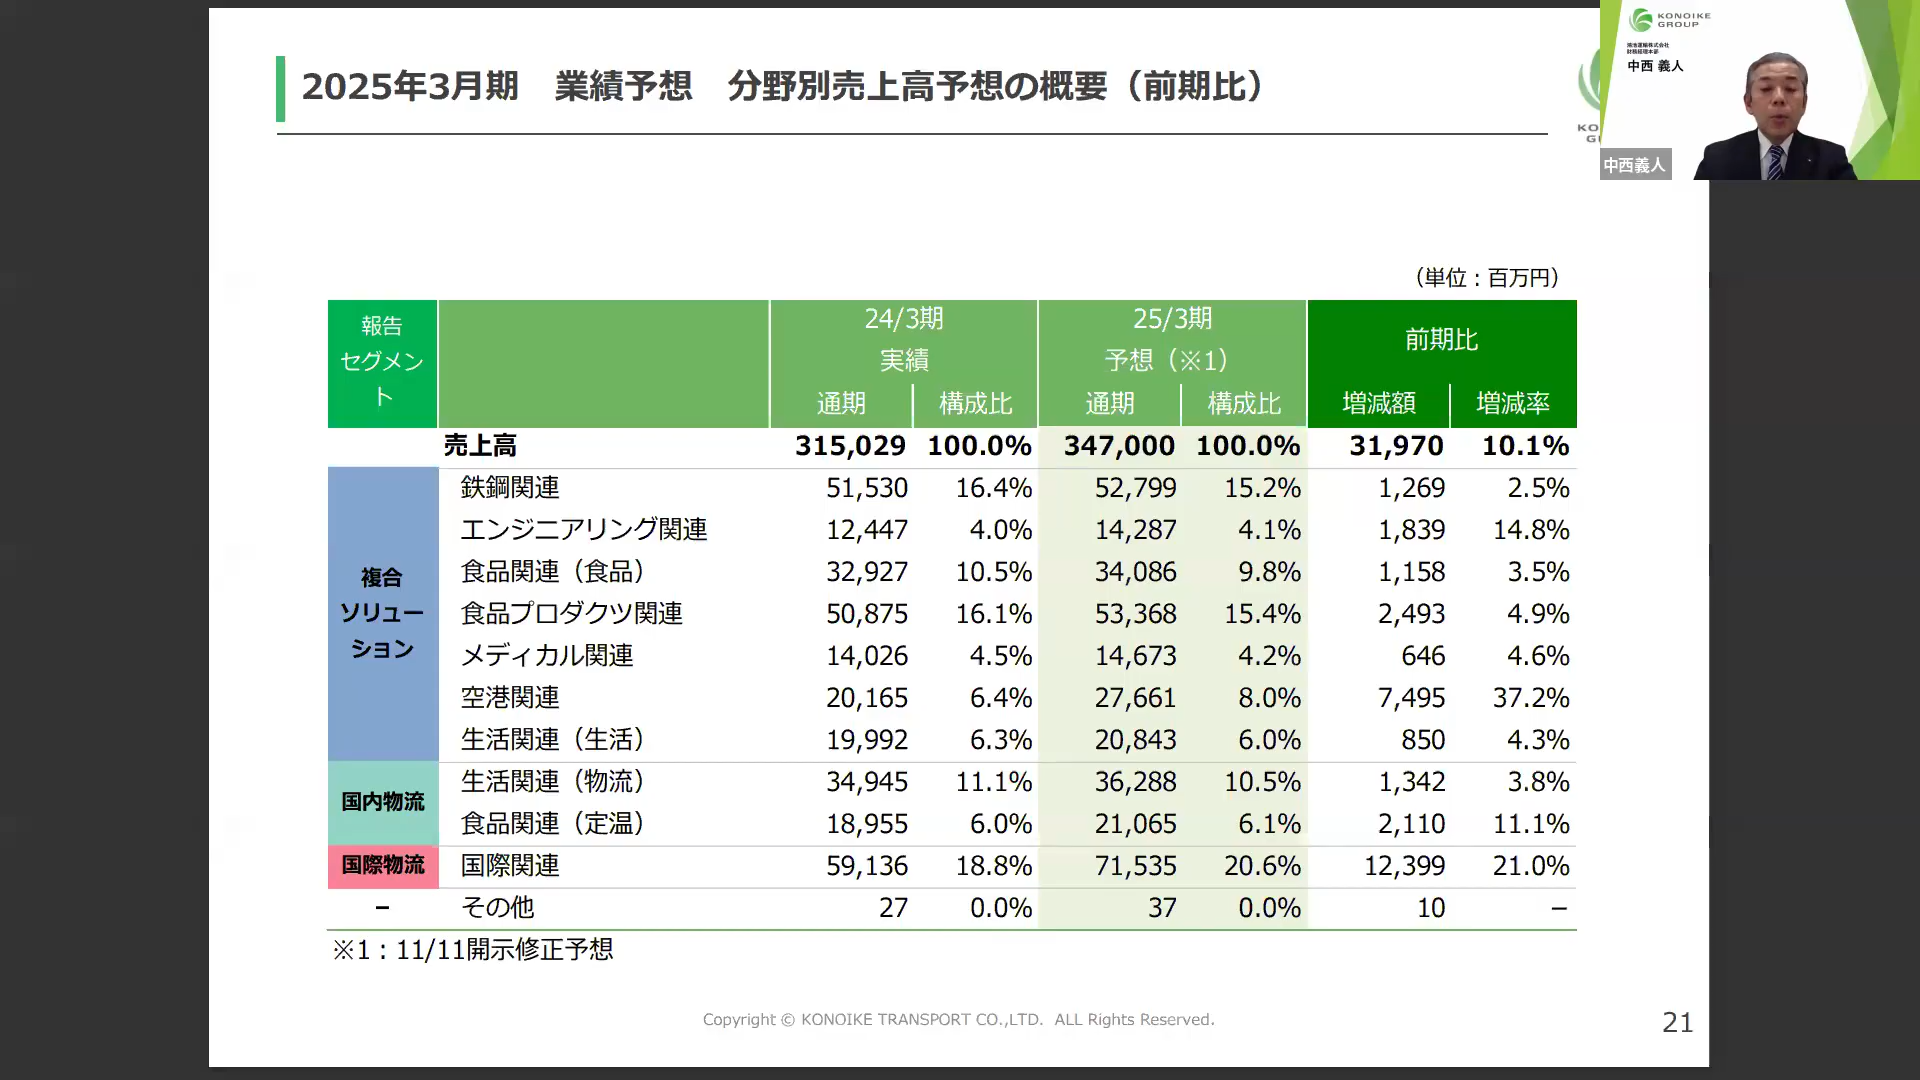 2025年3月期　業績予想　分野別売上高予想の概要（前期比）
KONOIKE
GROUP
鴻池運輸株式会社
財務経理本部
中西 義人
中西義人
（単位：百万円）
報告
セグメン
ト
24/3期
実績
25/3期
予想（※1）
前期比
通期 構成比 通期 構成比 増減額 増減率
売上高 315,029 100.0% 347,000 100.0% 31,970 10.1%
複合
ソリュー
ション
鉄鋼関連 51,530 16.4% 52,799 15.2% 1,269 2.5%
エンジニアリング関連 12,447 4.0% 14,287 4.1% 1,839 14.8%
食品関連（食品） 32,927 10.5% 34,086 9.8% 1,158 3.5%
食品プロダクツ関連 50,875 16.1% 53,368 15.4% 2,493 4.9%
メディカル関連 14,026 4.5% 14,673 4.2% 646 4.6%
空港関連 20,165 6.4% 27,661 8.0% 7,495 37.2%
生活関連（生活） 19,992 6.3% 20,843 6.0% 850 4.3%
国内物流
生活関連（物流） 34,945 11.1% 36,288 10.5% 1,342 3.8%
食品関連（定温） 18,955 6.0% 21,065 6.1% 2,110 11.1%
国際物流 国際関連 59,136 18.8% 71,535 20.6% 12,399 21.0%
− その他 27 0.0% 37 0.0% 10 −
※1：11/11開示修正予想
Copyright © KONOIKE TRANSPORT CO.,LTD. ALL Rights Reserved.
21